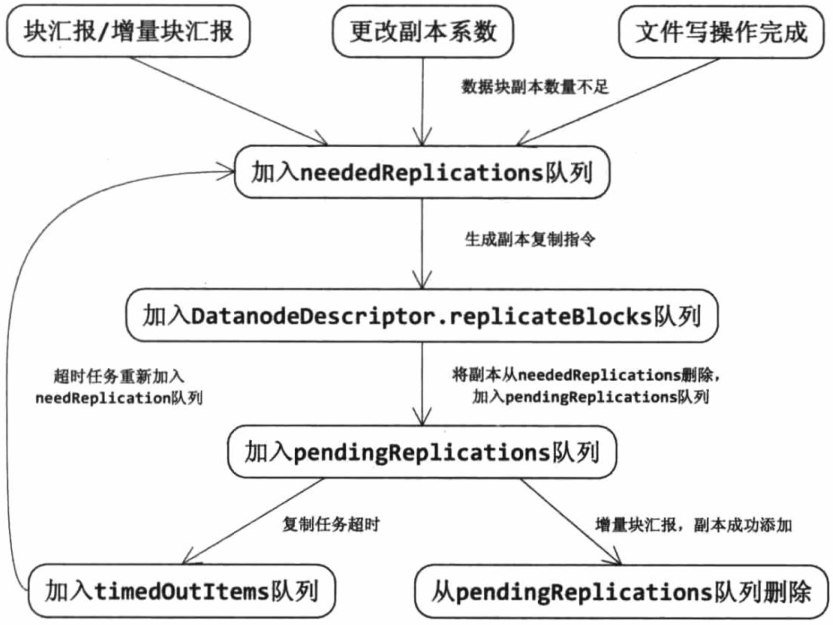 块汇报/增量块汇报
更改副本系数
文件写操作完成
数据块副本数量不足
加入neededReplications队列
生成副本复制指令
加入DatanodeDescriptor.replicateBlocks队列
超时任务重新加入
needReplication队列
将副本从neededReplications删除，
加入pendingReplications队列
加入pendingReplications队列
复制任务超时
增量块汇报，副本成功添加
加入timedOutItems队列
从pendingReplications队列删除